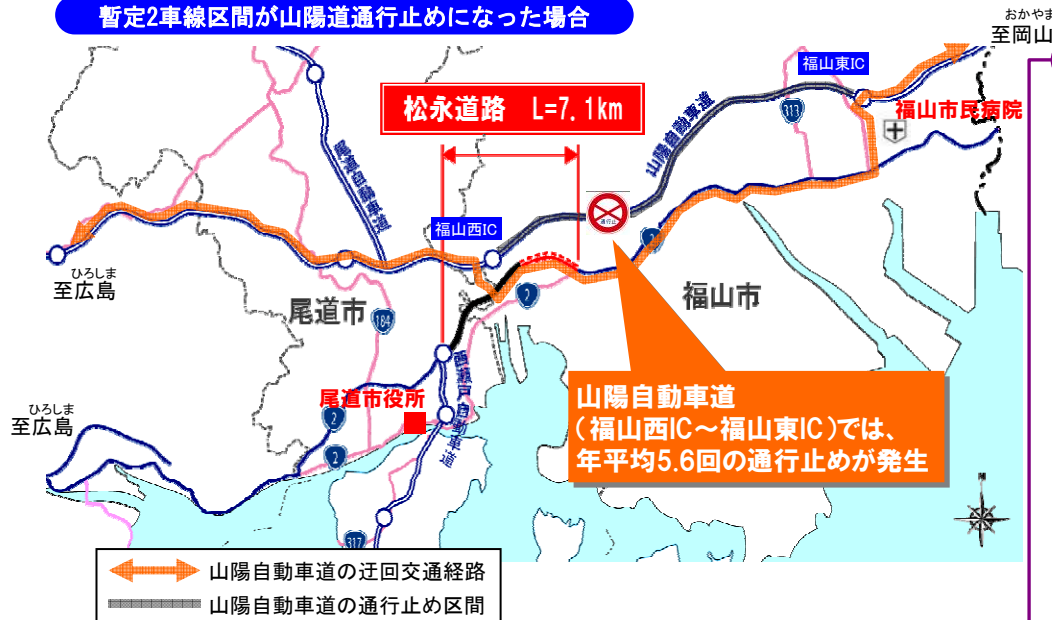 暫定2車線区間が山陽道通行止めになった場合
おかやま
至岡山
福山東IC
松永道路 L=7.1km
313
福山市民病院
山陽自動車道
尾道自動車道
福山西IC
通行止
ひろしま
至広島
尾道市
2
福山市
184
西瀬戸自動車道
山陽自動車道
(福山西IC～福山東IC)では、
年平均5.6回の通行止めが発生
尾道市役所
ひろしま
至広島
2
2
317
山陽自動車道の迂回交通経路
山陽自動車道の通行止め区間